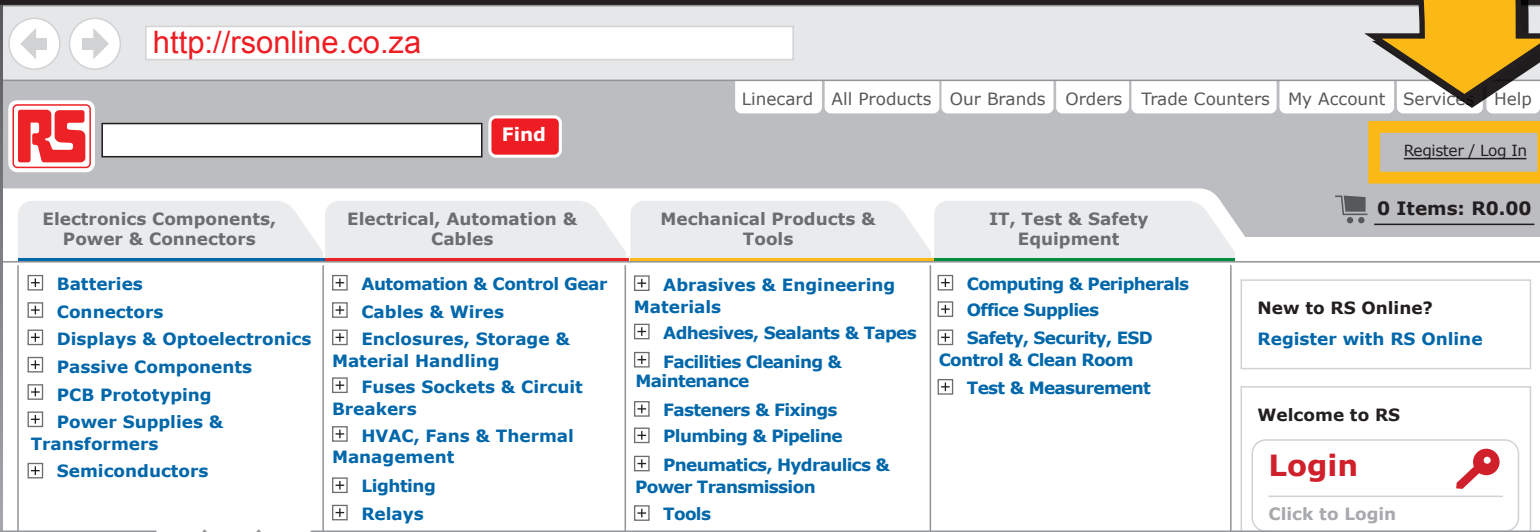 http://rsonline.co.za
Linecard All Products Our Brands Orders Trade Counters My Account Services Help
RS
Find
Register / Log In
0 Items: R0.00
Electronics Components,
Power & Connectors
Electrical, Automation &
Cables
Mechanical Products &
Tools
IT, Test & Safety
Equipment
Batteries
Connectors
Displays & Optoelectronics
Passive Components
PCB Prototyping
Power Supplies &
Transformers
Semiconductors
Automation & Control Gear
Cables & Wires
Enclosures, Storage &
Material Handling
Fuses Sockets & Circuit
Breakers
HVAC, Fans & Thermal
Management
Lighting
Relays
Abrasives & Engineering
Materials
Adhesives, Sealants & Tapes
Facilities Cleaning &
Maintenance
Fasteners & Fixings
Plumbing & Pipeline
Pneumatics, Hydraulics &
Power Transmission
Tools
Computing & Peripherals
Office Supplies
Safety, Security, ESD
Control & Clean Room
Test & Measurement
New to RS Online?
Register with RS Online
Welcome to RS
Login
Click to Login